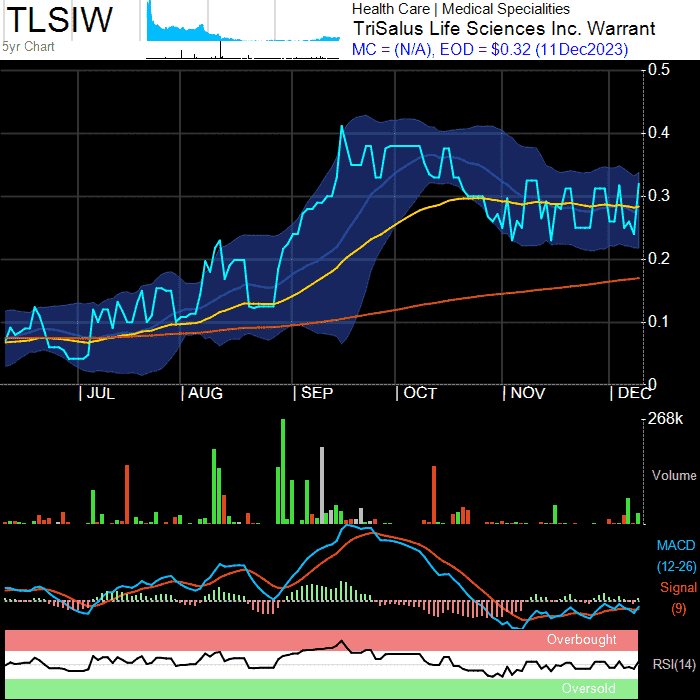 TLSIW
5yr Chart
Health Care | Medical Specialities
TriSalus Life Sciences Inc. Warrant
MC = (N/A), EOD = $0.32 (11Dec2023)
0.5
0.4
0.3
0.2
0.1
0
JUL
AUG
SEP
OCT
NOV
DEC
268k
Volume
MACD
(12-26)
Signal
(9)
Overbought
RSI(14)
Oversold